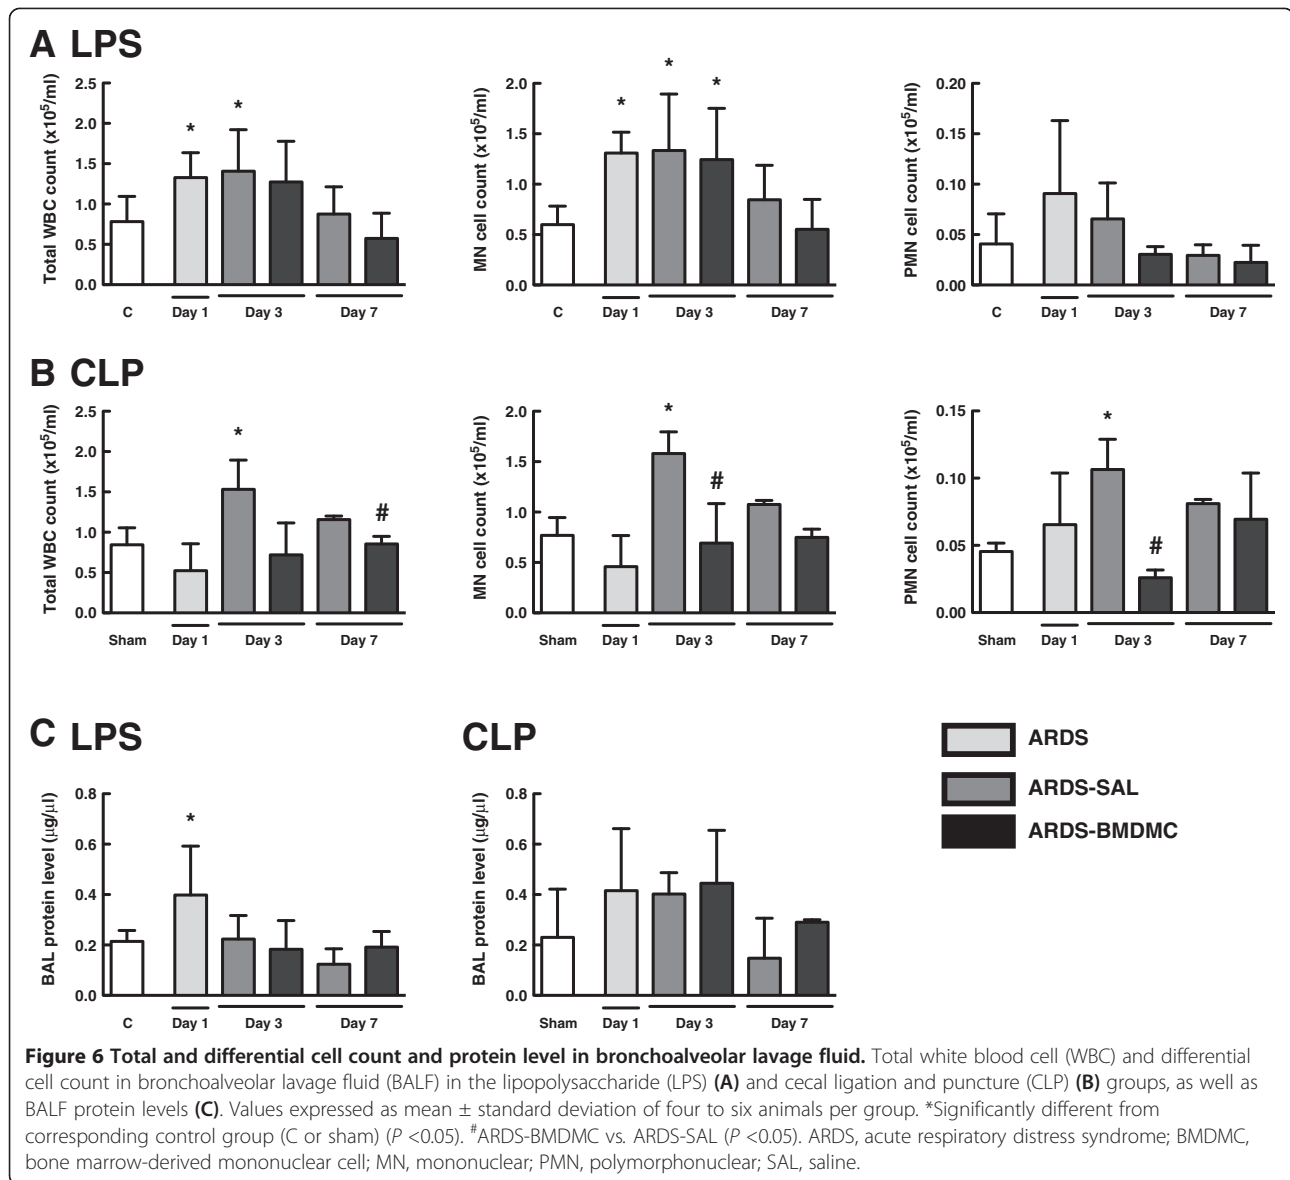 A LPS
Total WBC count (x10⁵/ml)
2.5
2.0
1.5
1.0
0.5
0.0
*
*
C
Day 1
Day 3
Day 7
MN cell count (x10⁵/ml)
2.0
1.5
1.0
0.5
0.0
*
*
*
C
Day 1
Day 3
Day 7
PMN cell count (x10⁵/ml)
0.20
0.15
0.10
0.05
0.00
C
Day 1
Day 3
Day 7
B CLP
Total WBC count (x10⁵/ml)
2.5
2.0
1.5
1.0
0.5
0.0
*
#
Sham
Day 1
Day 3
Day 7
MN cell count (x10⁵/ml)
2.0
1.5
1.0
0.5
0.0
*
#
Sham
Day 1
Day 3
Day 7
PMN cell count (x10⁵/ml)
0.15
0.10
0.05
0.00
*
#
Sham
Day 1
Day 3
Day 7
C LPS
BAL protein level (µg/µl)
0.8
0.6
0.4
0.2
0.0
*
C
Day 1
Day 3
Day 7
CLP
BAL protein level (µg/µl)
0.8
0.6
0.4
0.2
0.0
Sham
Day 1
Day 3
Day 7
ARDS
ARDS-SAL
ARDS-BMDMC
Figure 6 Total and differential cell count and protein level in bronchoalveolar lavage fluid. Total white blood cell (WBC) and differential
cell count in bronchoalveolar lavage fluid (BALF) in the lipopolysaccharide (LPS) (A) and cecal ligation and puncture (CLP) (B) groups, as well as
BALF protein levels (C). Values expressed as mean ± standard deviation of four to six animals per group. *Significantly different from
corresponding control group (C or sham) (P <0.05). #ARDS-BMDMC vs. ARDS-SAL (P <0.05). ARDS, acute respiratory distress syndrome; BMDMC,
bone marrow-derived mononuclear cell; MN, mononuclear; PMN, polymorphonuclear; SAL, saline.